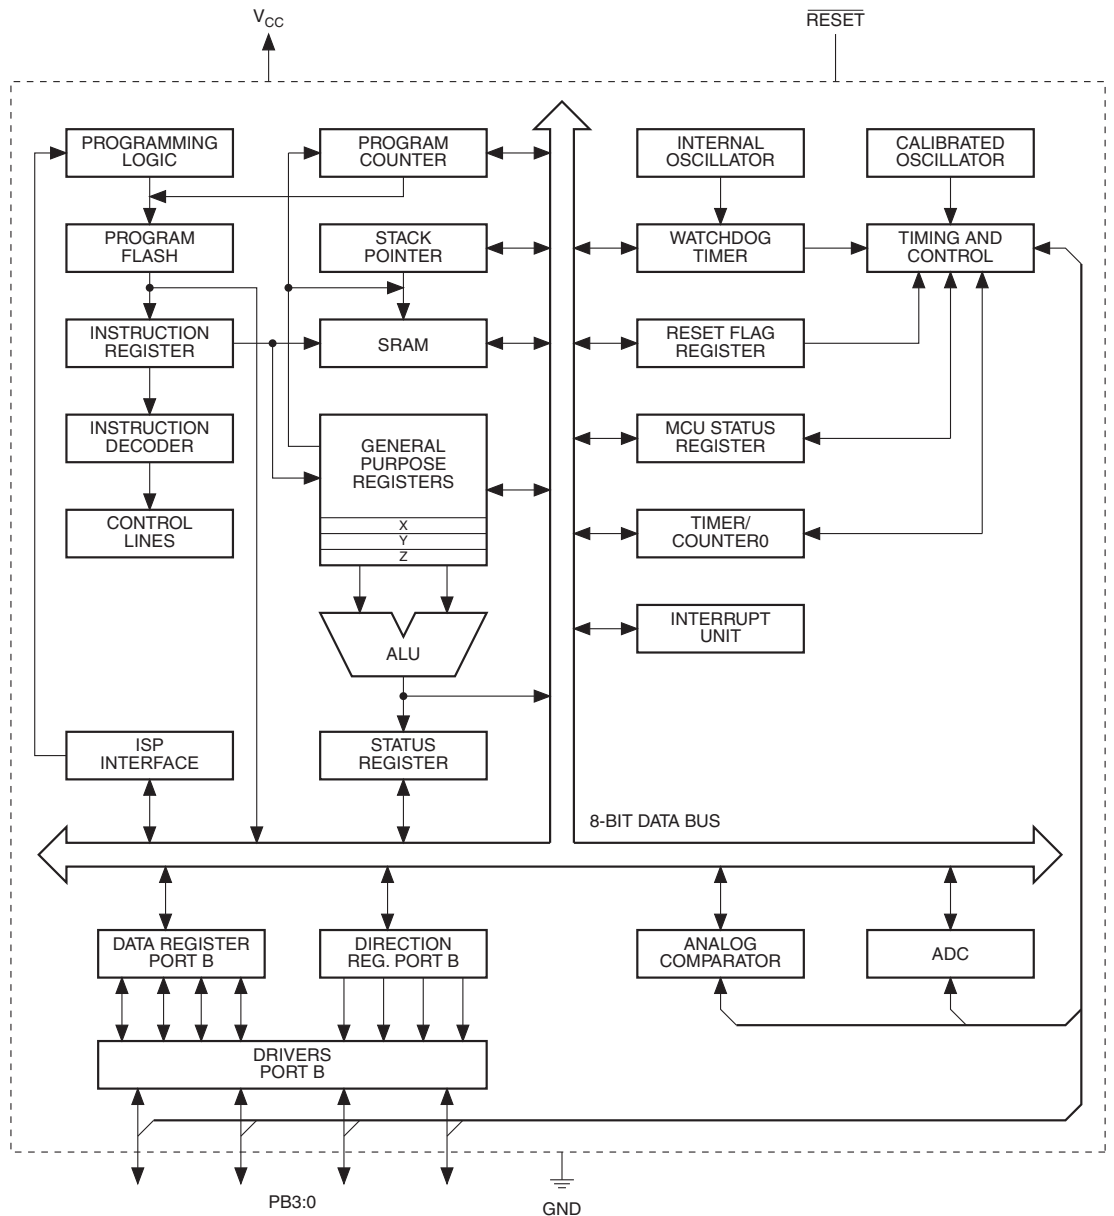 VCC
RESET
PROGRAMMING
LOGIC
PROGRAM
COUNTER
INTERNAL
OSCILLATOR
CALIBRATED
OSCILLATOR
PROGRAM
FLASH
STACK
POINTER
WATCHDOG
TIMER
TIMING AND
CONTROL
INSTRUCTION
REGISTER
SRAM
RESET FLAG
REGISTER
INSTRUCTION
DECODER
GENERAL
PURPOSE
REGISTERS
X
Y
Z
MCU STATUS
REGISTER
CONTROL
LINES
TIMER/
COUNTER0
ALU
INTERRUPT
UNIT
ISP
INTERFACE
STATUS
REGISTER
8-BIT DATA BUS
DATA REGISTER
PORT B
DIRECTION
REG. PORT B
ANALOG
COMPARATOR
ADC
DRIVERS
PORT B
PB3:0
GND